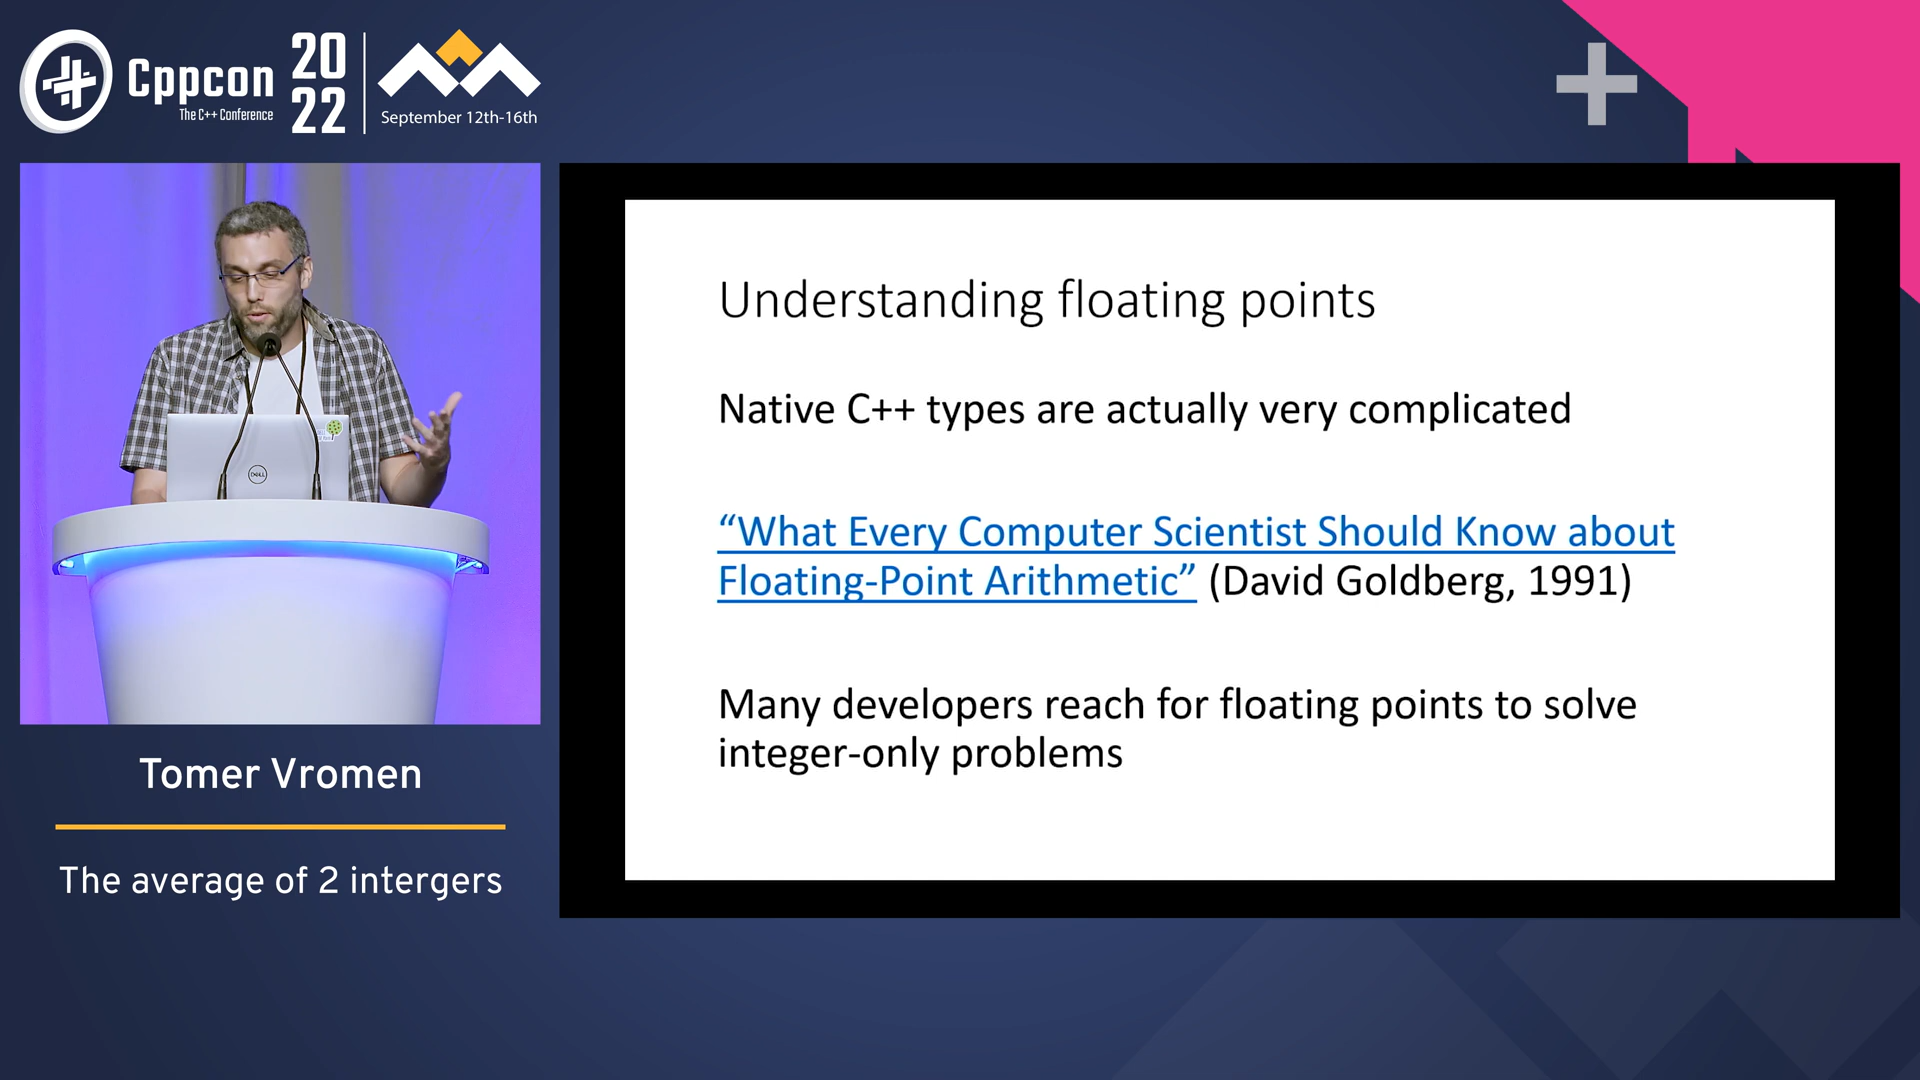 Cppcon
The C++ Conference
20
22
September 12th-16th
DELL
Tomer Vromen
The average of 2 intergers
Understanding floating points
Native C++ types are actually very complicated
“What Every Computer Scientist Should Know about
Floating-Point Arithmetic” (David Goldberg, 1991)
Many developers reach for floating points to solve
integer-only problems